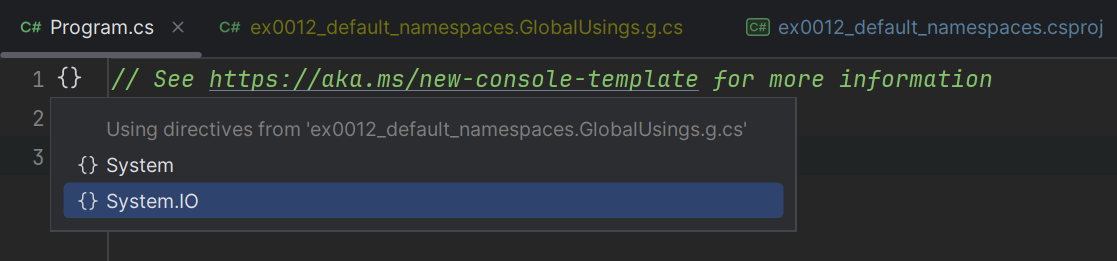 C# Program.cs × C# ex0012_default_namespaces.GlobalUsings.g.cs C# ex0012_default_namespaces.csproj
1 {} // See https://aka.ms/new-console-template for more information
2
Using directives from 'ex0012_default_namespaces.GlobalUsings.g.cs'
3 {} System
{} System.IO